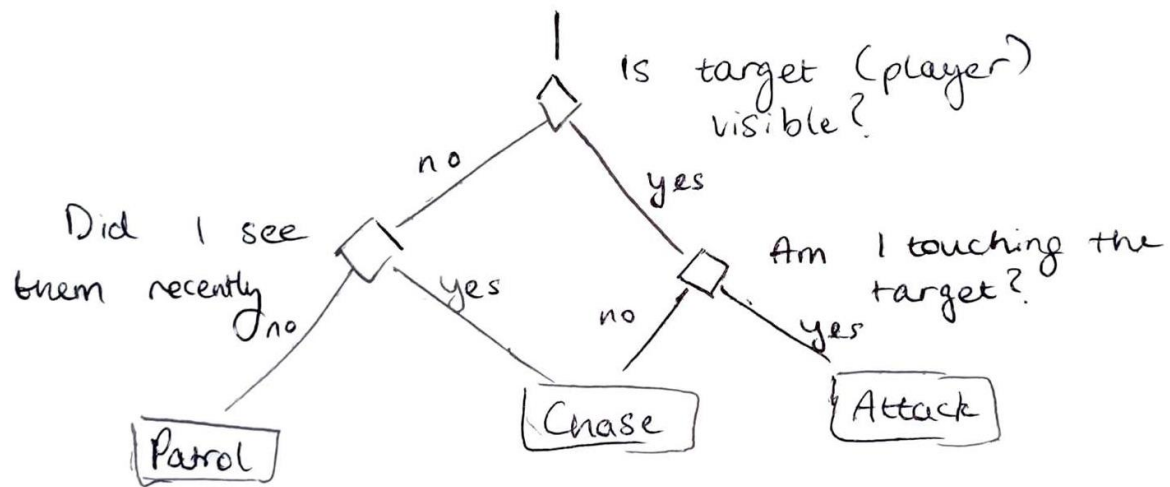 Is target (player)
visible?
no
yes
Did I see
them recently
Am I touching the
target?
no
yes
no
yes
Patrol
Chase
Attack